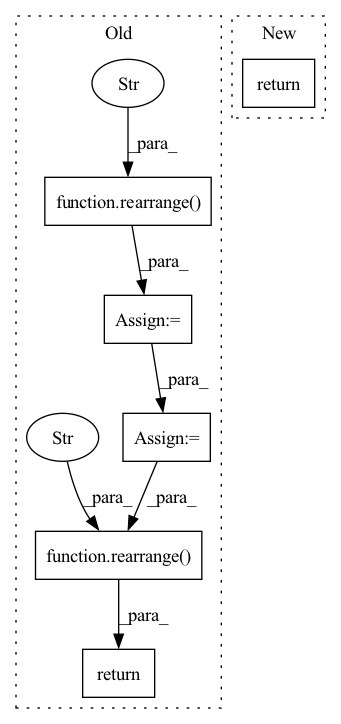 Old
New
Str
return
_para_
function.rearrange()
_para_
Assign:=
_para_
Str
Assign:=
_para_
_para_
function.rearrange()
_para_
return